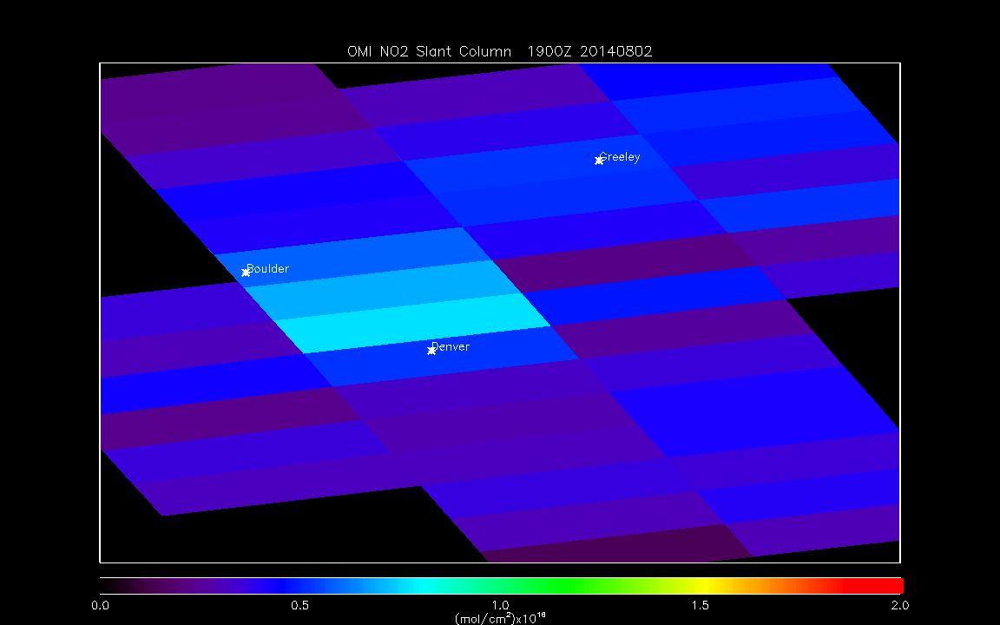 OMI NO2 Slant Column 1900Z 20140802
Greeley
Boulder
Denver
0.0 0.5 1.0 1.5 2.0
(mol/cm²)x10¹⁶